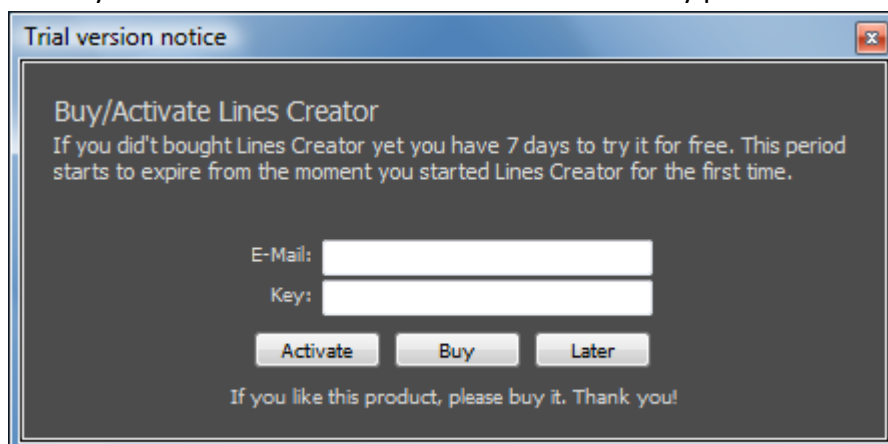 Trial version notice
Buy/Activate Lines Creator
If you did't bought Lines Creator yet you have 7 days to try it for free. This period
starts to expire from the moment you started Lines Creator for the first time.
E-Mail:
Key:
Activate Buy Later
If you like this product, please buy it. Thank you!